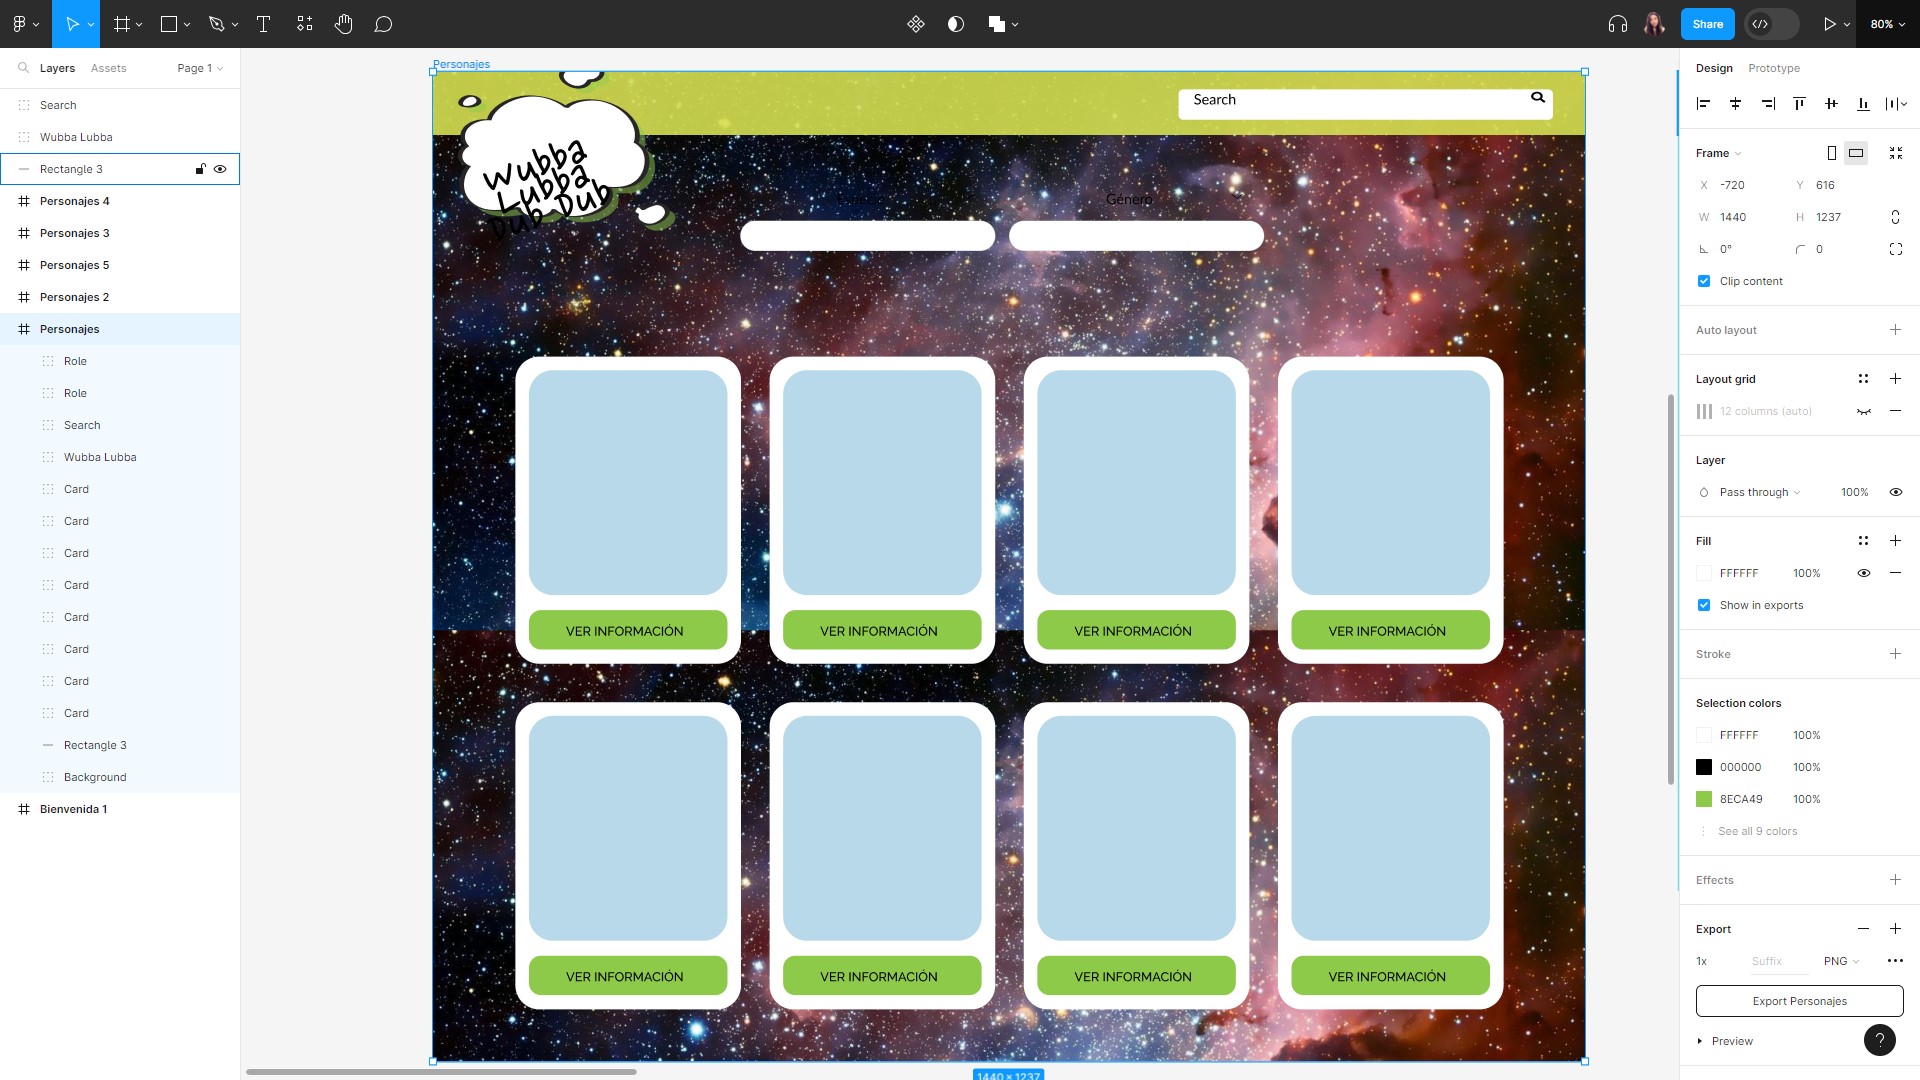 Share
80%
Layers
Assets
Page 1
Search
Wubba Lubba
Rectangle 3
Personajes 4
Personajes 3
Personajes 5
Personajes 2
Personajes
Role
Role
Search
Wubba Lubba
Card
Card
Card
Card
Card
Card
Card
Card
Rectangle 3
Background
Bienvenida 1
Personajes
Search
Wubba
Lubba
Dub Dub
Especie
Género
VER INFORMACIÓN
VER INFORMACIÓN
VER INFORMACIÓN
VER INFORMACIÓN
VER INFORMACIÓN
VER INFORMACIÓN
VER INFORMACIÓN
VER INFORMACIÓN
1440 × 1237
Design
Prototype
Frame
X -720 Y 616
W 1440 H 1237
0° 0
Clip content
Auto layout
Layout grid
12 columns (auto)
Layer
Pass through 100%
Fill
FFFFFF 100%
Show in exports
Stroke
Selection colors
FFFFFF 100%
000000 100%
8ECA49 100%
See all 9 colors
Effects
Export
1x Suffix PNG
Export Personajes
Preview
?